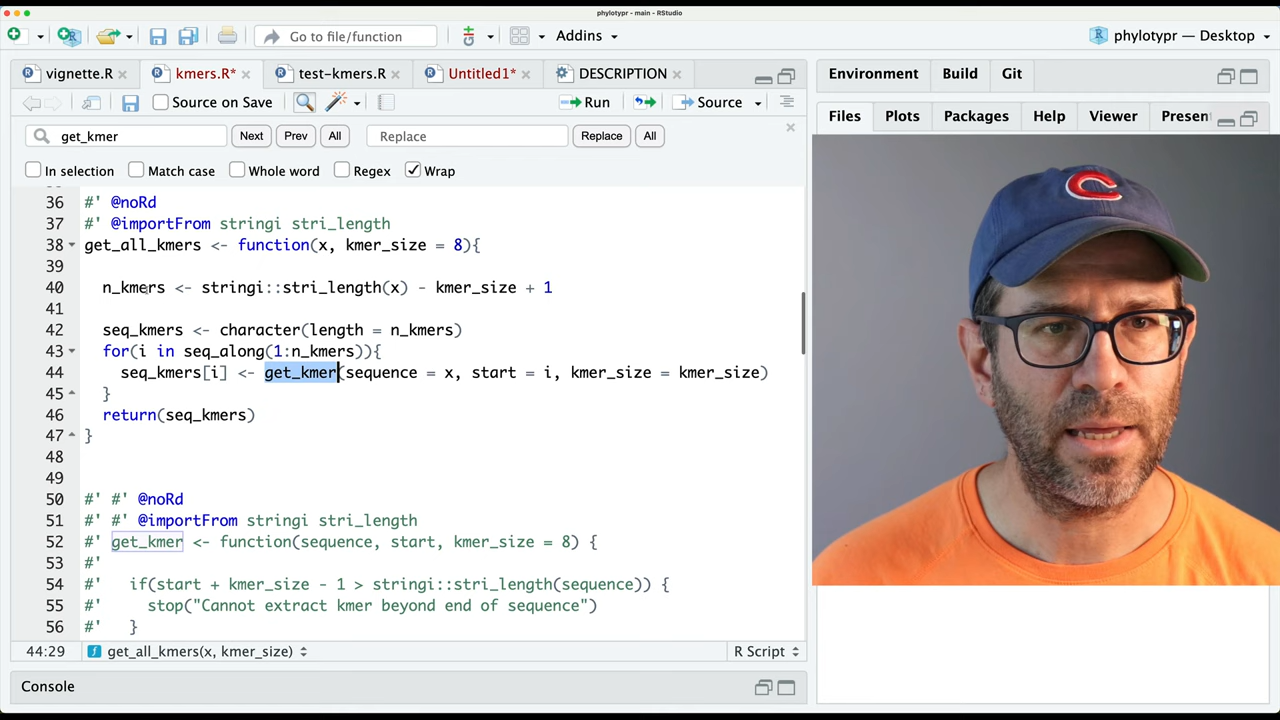 phylotypr - main - RStudio
Go to file/function
Addins
phylotypr — Desktop
vignette.R
kmers.R*
test-kmers.R
Untitled1*
DESCRIPTION
Source on Save
Run
Source
get_kmer
Next
Prev
All
Replace
Replace
All
In selection
Match case
Whole word
Regex
Wrap
36 #' @noRd
37 #' @importFrom stringi stri_length
38 get_all_kmers <- function(x, kmer_size = 8){
39
40 n_kmers <- stringi::stri_length(x) - kmer_size + 1
41
42 seq_kmers <- character(length = n_kmers)
43 for(i in seq_along(1:n_kmers)){
44 seq_kmers[i] <- get_kmer(sequence = x, start = i, kmer_size = kmer_size)
45 }
46 return(seq_kmers)
47 }
48
49
50 #' #' @noRd
51 #' #' @importFrom stringi stri_length
52 #' get_kmer <- function(sequence, start, kmer_size = 8) {
53 #'
54 #' if(start + kmer_size - 1 > stringi::stri_length(sequence)) {
55 #' stop("Cannot extract kmer beyond end of sequence")
56 #' }
44:29
get_all_kmers(x, kmer_size)
R Script
Console
Environment
Build
Git
Files
Plots
Packages
Help
Viewer
Presen
C